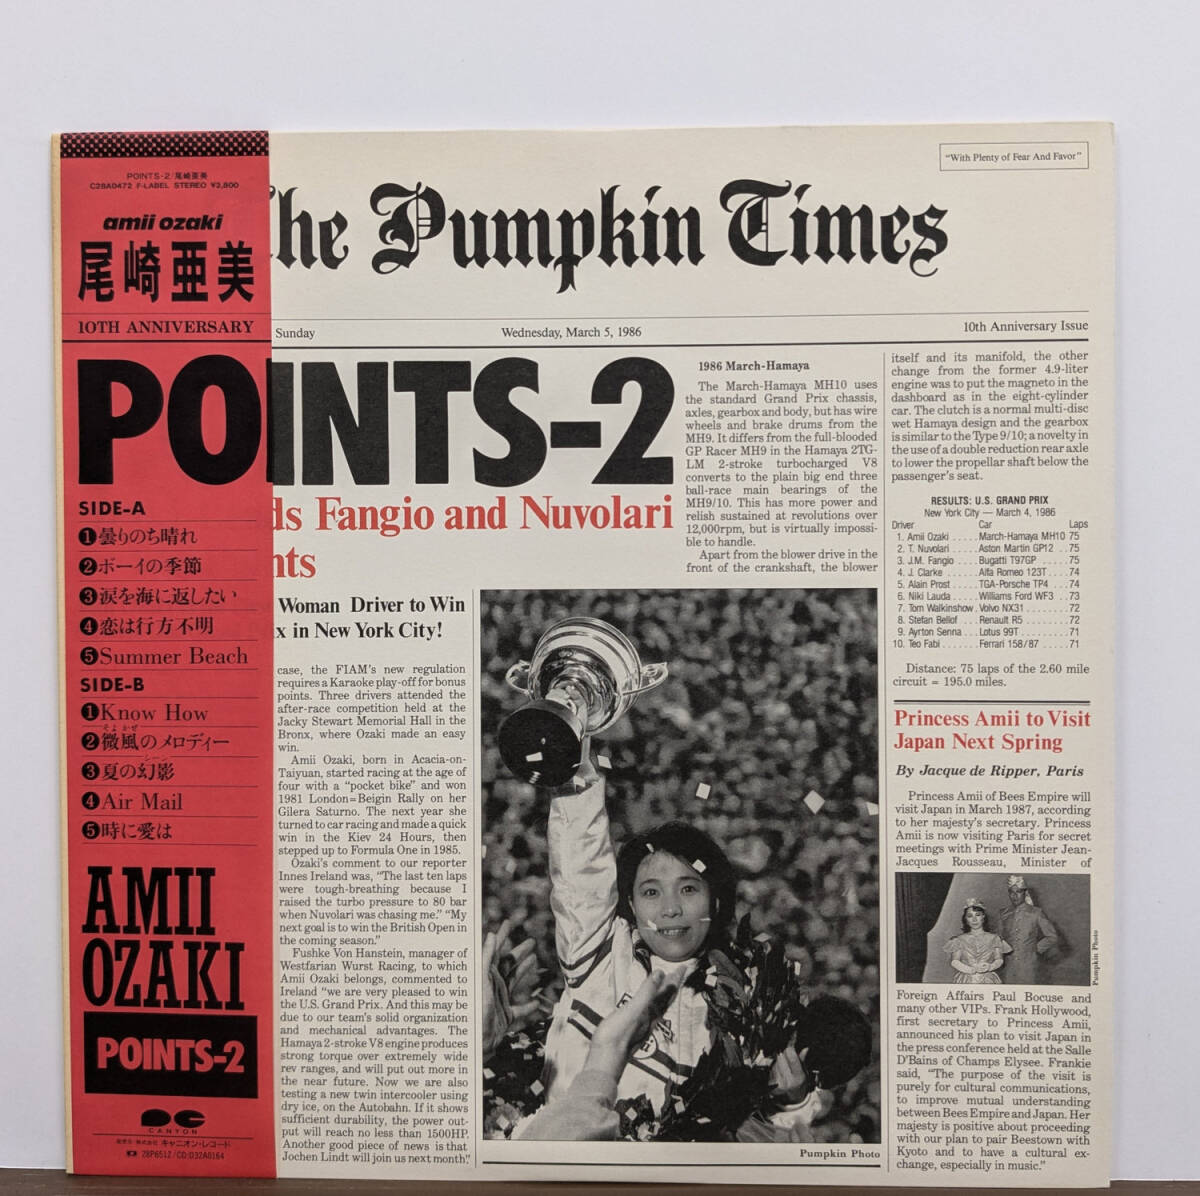 POINTS-2/尾崎亜美
C28A0472 F-LABEL STEREO ¥2,800
amii ozaki
尾崎亜美
10TH ANNIVERSARY
SIDE-A
❶曇りのち晴れ
❷ボーイの季節
❸涙を海に返したい
❹恋は行方不明
❺Summer Beach
SIDE-B
❶Know How
そよかぜ
❷微風のメロディー
❸夏の幻影
❹Air Mail
❺時に愛は
AMII
OZAKI
POINTS-2
CANYON
株式会社 キャニオン・レコード
28P6512/CD:D32A0164
"With Plenty of Fear And Favor"
he Pumpkin Times
Sunday
Wednesday, March 5, 1986
10th Anniversary Issue
POINTS-2
ds Fangio and Nuvolari
nts
Woman Driver to Win
x in New York City!
case, the FIAM's new regulation
requires a Karaoke play-off for bonus
points. Three drivers attended the
after-race competition held at the
Jacky Stewart Memorial Hall in the
Bronx, where Ozaki made an easy
win.
Amii Ozaki, born in Acacia-on-
Taiyuan, started racing at the age of
four with a "pocket bike" and won
1981 London=Beigin Rally on her
Gilera Saturno. The next year she
turned to car racing and made a quick
win in the Kiev 24 Hours, then
stepped up to Formula One in 1985.
Ozaki's comment to our reporter
Innes Ireland was, "The last ten laps
were tough-breathing because I
raised the turbo pressure to 80 bar
when Nuvolari was chasing me." "My
next goal is to win the British Open in
the coming season."
Fushke Von Hanstein, manager of
Westfarian Wurst Racing, to which
Amii Ozaki belongs, commented to
Ireland "we are very pleased to win
the U.S. Grand Prix. And this may be
due to our team's solid organization
and mechanical advantages. The
Hamaya 2-stroke V8 engine produces
strong torque over extremely wide
rev ranges, and will put out more in
the near future. Now we are also
testing a new twin intercooler using
dry ice, on the Autobahn. If it shows
sufficient durability, the power out-
put will reach no less than 1500HP.
Another good piece of news is that
Jochen Lindt will join us next month."
1986 March-Hamaya
The March-Hamaya MH10 uses
the standard Grand Prix chassis,
axles, gearbox and body, but has wire
wheels and brake drums from the
MH9. It differs from the full-blooded
GP Racer MH9 in the Hamaya 2TG-
LM 2-stroke turbocharged V8
converts to the plain big end three
ball-race main bearings of the
MH9/10. This has more power and
relish sustained at revolutions over
12,000rpm, but is virtually impossi-
ble to handle.
Apart from the blower drive in the
front of the crankshaft, the blower
Pumpkin Photo
itself and its manifold, the other
change from the former 4.9-liter
engine was to put the magneto in the
dashboard as in the eight-cylinder
car. The clutch is a normal multi-disc
wet Hamaya design and the gearbox
is similar to the Type 9/10; a novelty in
the use of a double reduction rear axle
to lower the propellar shaft below the
passenger's seat.
RESULTS: U.S. GRAND PRIX
New York City — March 4, 1986
Driver Car Laps
1. Amii Ozaki ..... March-Hamaya MH10 75
2. T. Nuvolari ..... Aston Martin GP12 .. 75
3. J.M. Fangio .... Bugatti T97GP ..... 75
4. J. Clarke ...... Alfa Romeo 123T.... 74
5. Alain Prost..... TGA-Porsche TP4 ... 74
6. Niki Lauda ..... Williams Ford WF3 .. 73
7. Tom Walkinshow. Volvo NX31 ........ 72
8. Stefan Bellof .... Renault R5 ........ 72
9. Ayrton Senna ... Lotus 99T.......... 71
10. Teo Fabi ....... Ferrari 158/87 ..... 71
Distance: 75 laps of the 2.60 mile
circuit = 195.0 miles.
Princess Amii to Visit
Japan Next Spring
By Jacque de Ripper, Paris
Princess Amii of Bees Empire will
visit Japan in March 1987, according
to her majesty's secretary. Princess
Amii is now visiting Paris for secret
meetings with Prime Minister Jean-
Jacques Rousseau, Minister of
Pumpkin Photo
Foreign Affairs Paul Bocuse and
many other VIPs. Frank Hollywood,
first secretary to Princess Amii,
announced his plan to visit Japan in
the press conference held at the Salle
D'Bains of Champs Elysee. Frankie
said, "The purpose of the visit is
purely for cultural communications,
to improve mutual understanding
between Bees Empire and Japan. Her
majesty is positive about proceeding
with our plan to pair Beestown with
Kyoto and to have a cultural ex-
change, especially in music."